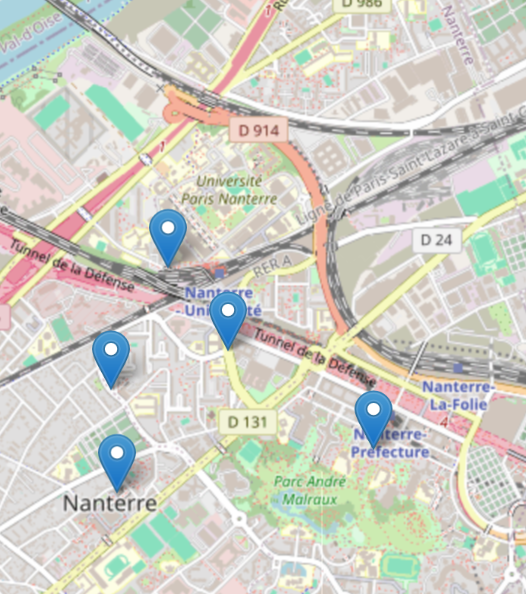 D 986
Val-d'Oise
Nanterre
D 914
Ligne de Paris Saint-Lazare à Saint
Université
Paris Nanterre
D 24
RER A
Tunnel de la Défense
Nanterre
Université
Tunnel de la Défense
Nanterre-
La-Folie
D 131
Nanterre-
Préfecture
Parc André
Malraux
Nanterre